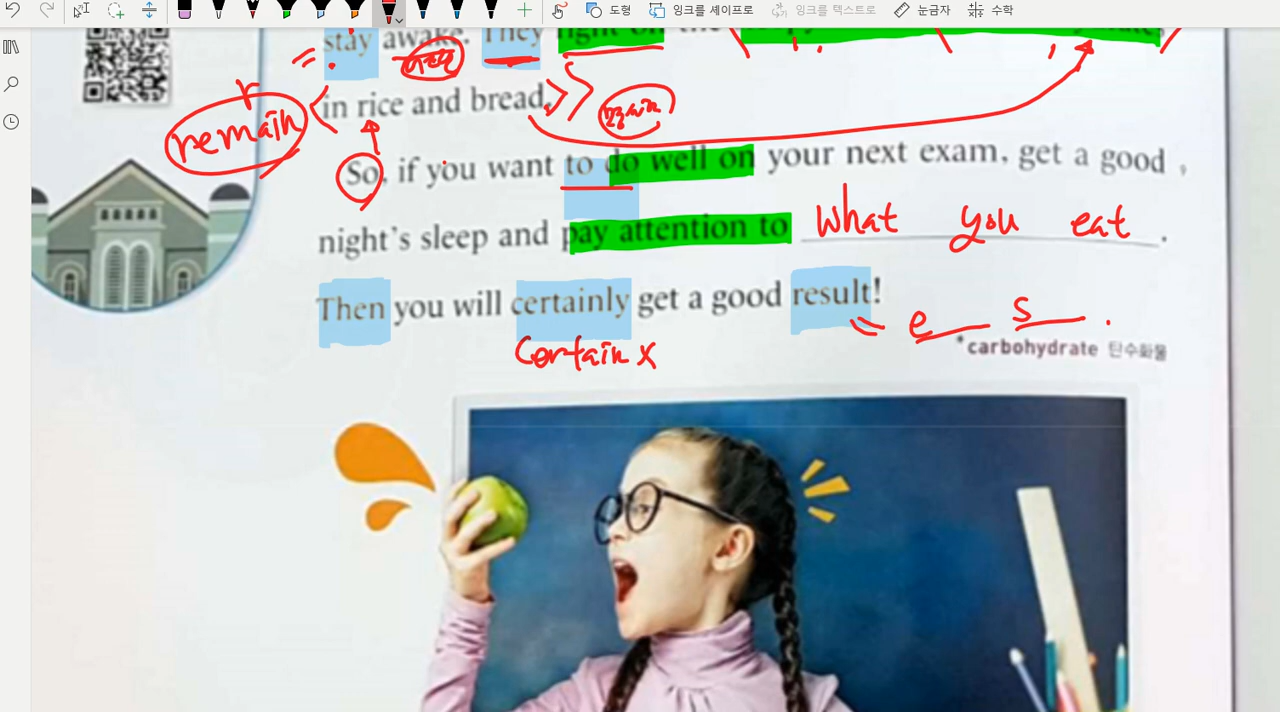 도형 잉크를 셰이프로 잉크를 텍스트로 눈금자 수학
= stay awake. They
in rice and bread.
remain
So, if you want to do well on your next exam, get a good
night's sleep and pay attention to what you eat.
Then you will certainly get a good result!
= e s .
Certain x
*carbohydrate 탄수화물